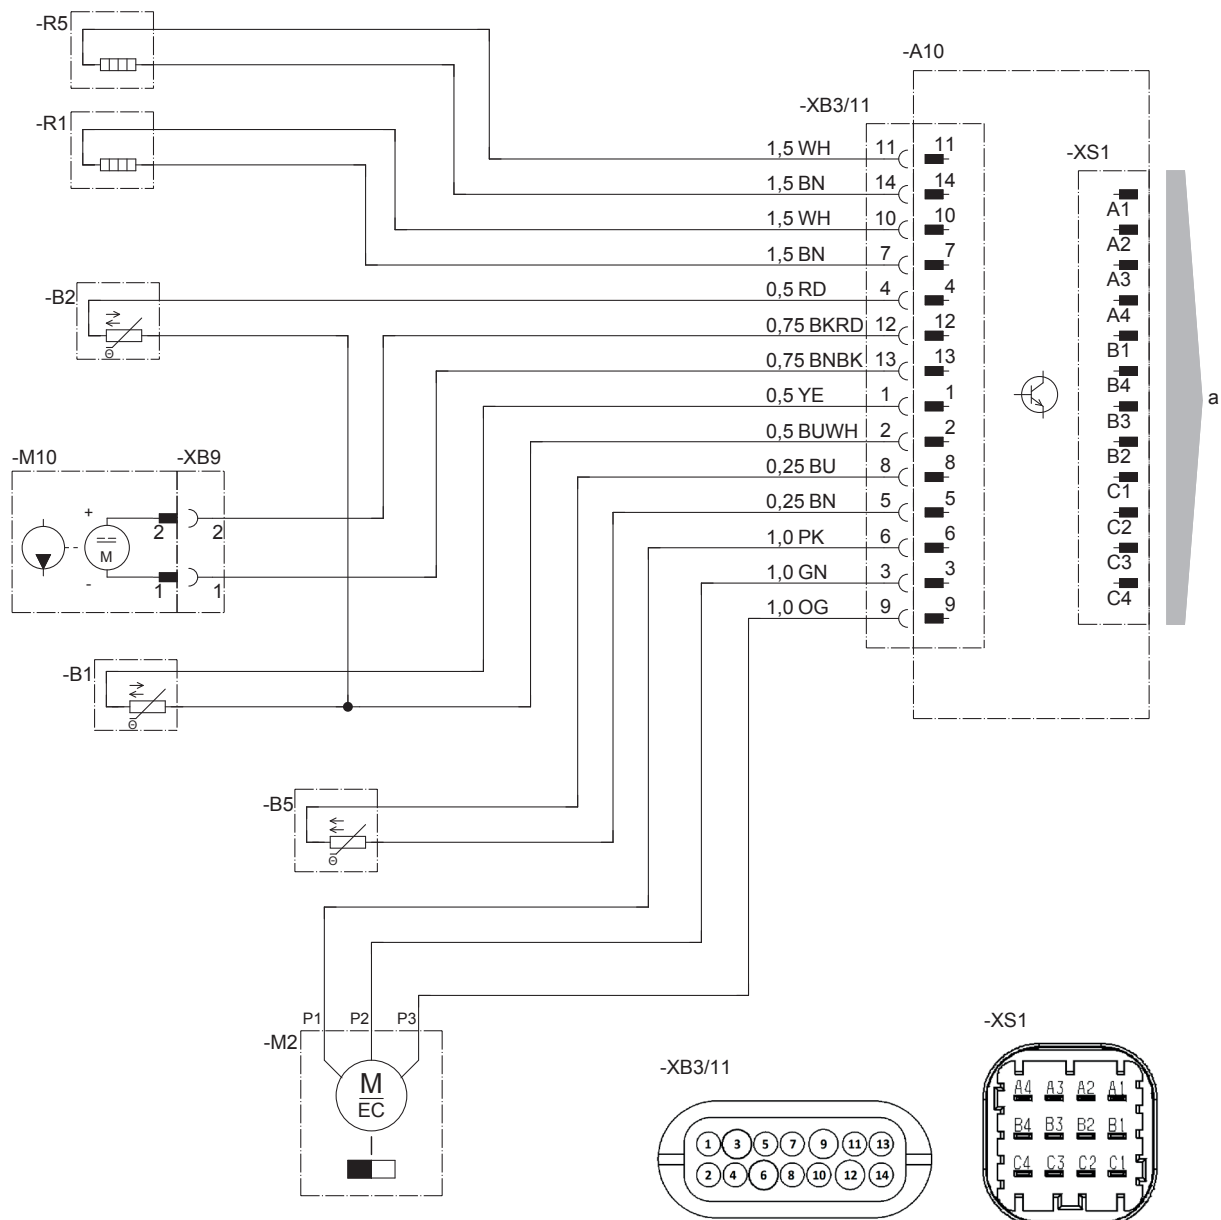 -R5
-A10
-XB3/11
-R1
-XS1
1,5 WH 11 11
1,5 BN 14 14
A1
1,5 WH 10 10
A2
1,5 BN 7 7
A3
-B2
0,5 RD 4 4
A4
0,75 BKRD 12 12
B1
Θ
0,75 BNBK 13 13
B4
a
0,5 YE 1 1
B3
0,5 BUWH 2 2
B2
-M10 -XB9
0,25 BU 8 8
C1
0,25 BN 5 5
C2
+
2 2
1,0 PK 6 6
C3
M
-
1 1
1,0 GN 3 3
C4
1,0 OG 9 9
-B1
Θ
-B5
Θ
P1 P2 P3
-M2
M
EC
-XB3/11
1 3 5 7 9 11 13
2 4 6 8 10 12 14
-XS1
A4 A3 A2 A1
B4 B3 B2 B1
C4 C3 C2 C1